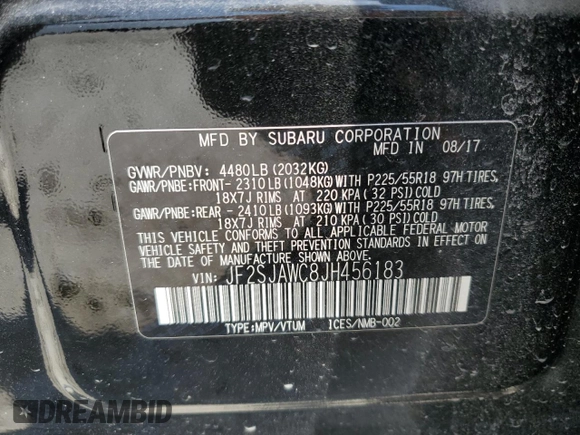 MFD BY SUBARU CORPORATION
MFD IN 08/17
GVWR/PNBV: 4480LB (2032KG)
GAWR/PNBE:FRONT- 2310LB(1048KG)WITH P225/55R18 97H TIRES,
18X7J RIMS AT 220 KPA ( 32 PSI)COLD
GAWR/PNBE:REAR - 2410LB(1093KG)WITH P225/55R18 97H TIRES,
18X7J RIMS AT 210 KPA ( 30 PSI)COLD
THIS VEHICLE CONFORMS TO ALL APPLICABLE FEDERAL MOTOR
VEHICLE SAFETY AND THEFT PREVENTION STANDARDS IN EFFECT ON
THE DATE OF MANUFACTURE SHOWN ABOVE.
VIN: JF2SJAWC8JH456183
TYPE:MPV/VTUM ICES/NMB-002
DREAMBID